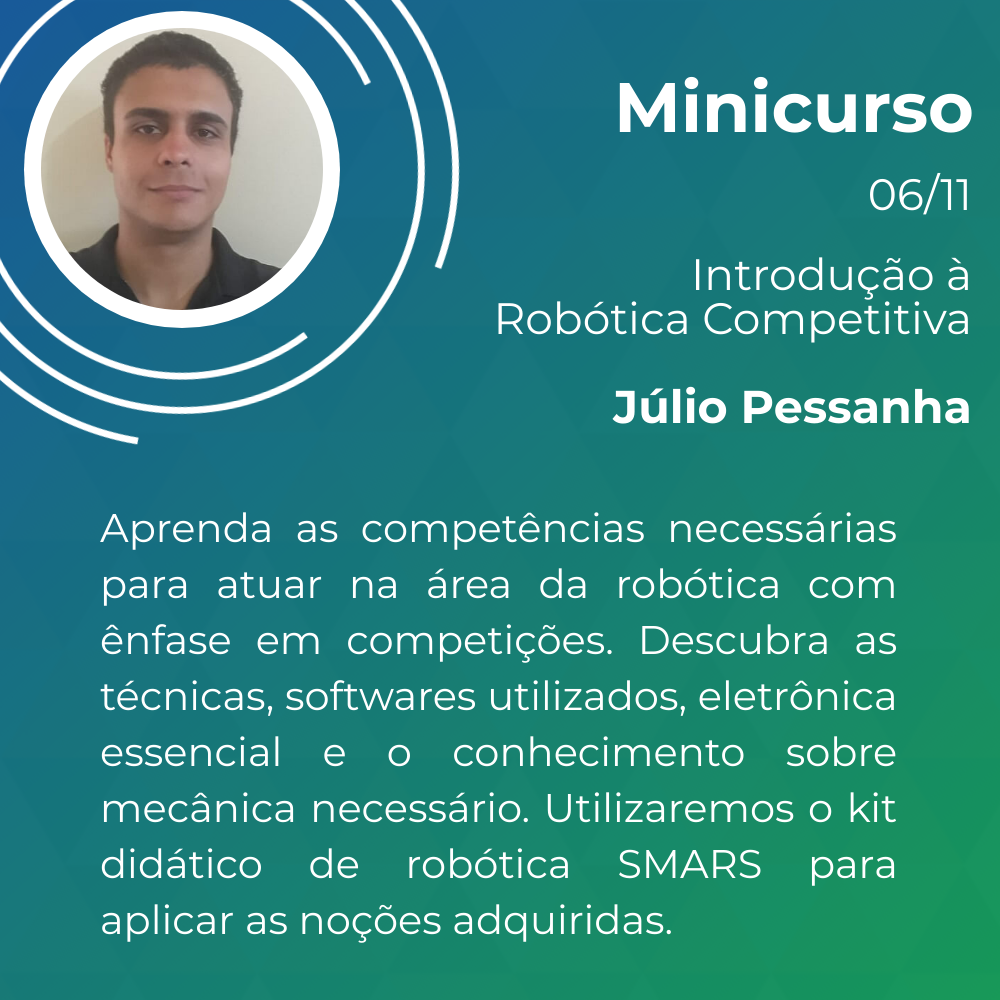 Minicurso
06/11
Introdução à
Robótica Competitiva
Júlio Pessanha
Aprenda as competências necessárias
para atuar na área da robótica com
ênfase em competições. Descubra as
técnicas, softwares utilizados, eletrônica
essencial e o conhecimento sobre
mecânica necessário. Utilizaremos o kit
didático de robótica SMARS para
aplicar as noções adquiridas.